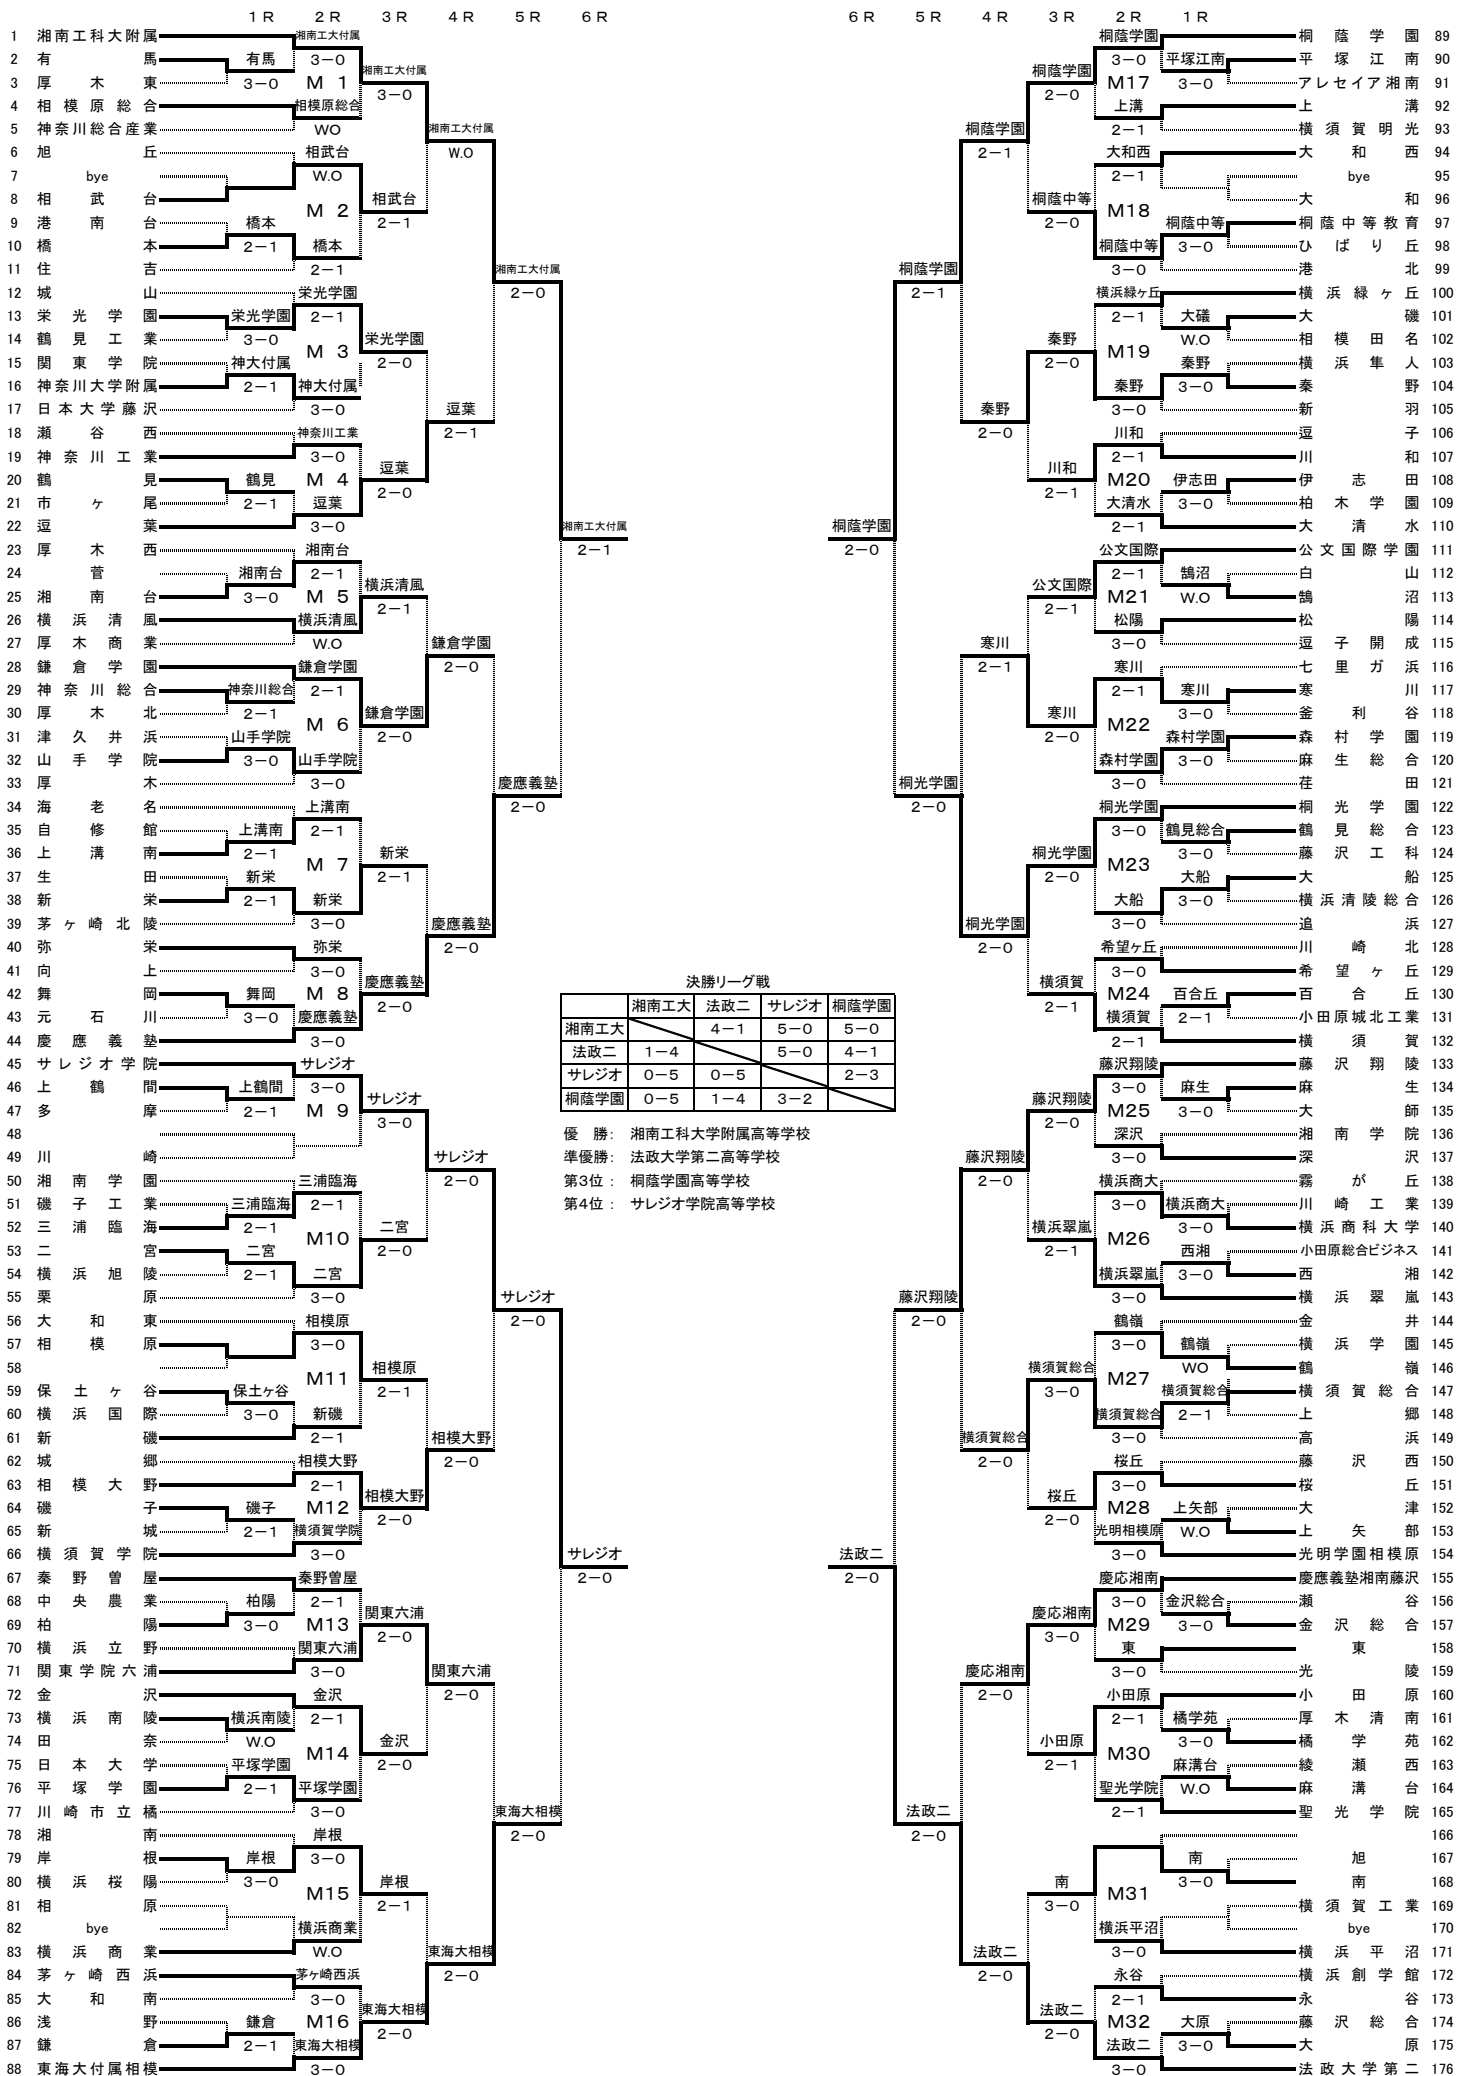 1R 2R 3R 4R 5R 6R
6R 5R 4R 3R 2R 1R
1 湘南工科大附属
2 有馬
3 厚木東
4 相模原総合
5 神奈川総合産業
6 旭丘
7 bye
8 相武台
9 港南台
10 橋本
11 住吉
12 城山
13 栄光学園
14 鶴見工業
15 関東学院
16 神奈川大学附属
17 日本大学藤沢
18 瀬谷西
19 神奈川工業
20 鶴見
21 市ヶ尾
22 逗葉
23 厚木西
24 菅
25 湘南台
26 横浜清風
27 厚木商業
28 鎌倉学園
29 神奈川総合
30 厚木北
31 津久井浜
32 山手学院
33 厚木
34 海老名
35 自修館
36 上溝南
37 生田
38 新栄
39 茅ヶ崎北陵
40 弥栄
41 向上
42 舞岡
43 元石川
44 慶應義塾
45 サレジオ学院
46 上鶴間
47 多摩
48
49 川崎
50 湘南学園
51 磯子工業
52 三浦臨海
53 二宮
54 横浜旭陵
55 栗原
56 大和東
57 相模原
58
59 保土ヶ谷
60 横浜国際
61 新磯
62 城郷
63 相模大野
64 磯子
65 新城
66 横須賀学院
67 秦野曽屋
68 中央農業
69 柏陽
70 横浜立野
71 関東学院六浦
72 金沢
73 横浜南陵
74 田奈
75 日本大学
76 平塚学園
77 川崎市立橘
78 湘南
79 岸根
80 横浜桜陽
81 相原
82 bye
83 横浜商業
84 茅ヶ崎西浜
85 大和南
86 浅野
87 鎌倉
88 東海大付属相模
有馬
3-0
橋本
2-1
栄光学園
3-0
神大付属
2-1
鶴見
2-1
湘南台
3-0
神奈川総合
2-1
山手学院
3-0
上溝南
2-1
新栄
2-1
舞岡
3-0
上鶴間
2-1
三浦臨海
2-1
二宮
2-1
保土ヶ谷
3-0
磯子
2-1
柏陽
3-0
横浜南陵
W.O
平塚学園
2-1
岸根
3-0
鎌倉
2-1
湘南工大付属
3-0
M 1
相模原総合
WO
相武台
W.O
M 2
橋本
2-1
栄光学園
2-1
M 3
神大付属
3-0
神奈川工業
3-0
M 4
逗葉
3-0
湘南台
2-1
M 5
横浜清風
W.O
鎌倉学園
2-1
M 6
山手学院
3-0
上溝南
2-1
M 7
新栄
3-0
弥栄
3-0
M 8
慶應義塾
3-0
サレジオ
3-0
M 9
三浦臨海
2-1
M10
二宮
3-0
相模原
3-0
M11
新磯
2-1
相模大野
2-1
M12
横須賀学院
3-0
秦野曽屋
2-1
M13
関東六浦
3-0
金沢
2-1
M14
平塚学園
3-0
岸根
3-0
M15
横浜商業
W.O
茅ヶ崎西浜
3-0
M16
東海大相模
3-0
湘南工大付属
3-0
相武台
2-1
栄光学園
2-0
逗葉
2-0
横浜清風
2-1
鎌倉学園
2-0
新栄
2-1
慶應義塾
2-0
サレジオ
3-0
二宮
2-0
相模原
2-1
相模大野
2-0
関東六浦
2-0
金沢
2-0
岸根
2-1
東海大相模
2-0
湘南工大付属
W.O
逗葉
2-1
鎌倉学園
2-0
慶應義塾
2-0
サレジオ
2-0
相模大野
2-0
関東六浦
2-0
東海大相模
2-0
湘南工大付属
2-0
慶應義塾
2-0
サレジオ
2-0
東海大相模
2-0
湘南工大付属
2-1
サレジオ
2-0
決勝リーグ戦
湘南工大 法政二 サレジオ 桐蔭学園
湘南工大 4-1 5-0 5-0
法政二 1-4 5-0 4-1
サレジオ 0-5 0-5 2-3
桐蔭学園 0-5 1-4 3-2
優 勝: 湘南工科大学附属高等学校
準優勝: 法政大学第二高等学校
第3位 : 桐蔭学園高等学校
第4位 : サレジオ学院高等学校
桐蔭学園
2-0
法政二
2-0
桐蔭学園
2-1
桐光学園
2-0
藤沢翔陵
2-0
法政二
2-0
桐蔭学園
2-1
秦野
2-0
寒川
2-1
桐光学園
2-0
藤沢翔陵
2-0
横須賀総合
2-0
慶応湘南
2-0
法政二
2-0
桐蔭学園
2-0
桐蔭中等
2-0
秦野
2-0
川和
2-1
公文国際
2-1
寒川
2-0
桐光学園
2-0
横須賀
2-1
藤沢翔陵
2-0
横浜翠嵐
2-1
横須賀総合
3-0
桜丘
2-0
慶応湘南
3-0
小田原
2-1
南
3-0
法政二
2-0
桐蔭学園
3-0
M17
上溝
2-1
大和西
2-1
M18
桐蔭中等
3-0
横浜緑ヶ丘
2-1
M19
秦野
3-0
川和
2-1
M20
大清水
2-1
公文国際
2-1
M21
松陽
3-0
寒川
2-1
M22
森村学園
3-0
桐光学園
3-0
M23
大船
3-0
希望ヶ丘
3-0
M24
横須賀
2-1
藤沢翔陵
3-0
M25
深沢
3-0
横浜商大
3-0
M26
横浜翠嵐
3-0
鶴嶺
3-0
M27
横須賀総合
3-0
桜丘
3-0
M28
光明相模原
3-0
慶応湘南
3-0
M29
東
3-0
小田原
2-1
M30
聖光学院
2-1
M31
横浜平沼
3-0
永谷
2-1
M32
法政二
3-0
平塚江南
3-0
桐蔭中等
3-0
大磯
W.O
秦野
3-0
伊志田
3-0
鵠沼
W.O
寒川
3-0
森村学園
3-0
鶴見総合
3-0
大船
3-0
百合丘
2-1
麻生
3-0
横浜商大
3-0
西湘
3-0
鶴嶺
WO
横須賀総合
2-1
上矢部
W.O
金沢総合
3-0
橘学苑
3-0
麻溝台
W.O
南
3-0
大原
3-0
桐蔭学園 89
平塚江南 90
アレセイア湘南 91
上溝 92
横須賀明光 93
大和西 94
bye 95
大和 96
桐蔭中等教育 97
ひばり丘 98
港北 99
横浜緑ヶ丘 100
大磯 101
相模田名 102
横浜隼人 103
秦野 104
新羽 105
逗子 106
川和 107
伊志田 108
柏木学園 109
大清水 110
公文国際学園 111
白山 112
鵠沼 113
松陽 114
逗子開成 115
七里ガ浜 116
寒川 117
釜利谷 118
森村学園 119
麻生総合 120
荏田 121
桐光学園 122
鶴見総合 123
藤沢工科 124
大船 125
横浜清陵総合 126
追浜 127
川崎北 128
希望ヶ丘 129
百合丘 130
小田原城北工業 131
横須賀 132
藤沢翔陵 133
麻生 134
大師 135
湘南学院 136
深沢 137
霧が丘 138
川崎工業 139
横浜商科大学 140
小田原総合ビジネス 141
西湘 142
横浜翠嵐 143
金井 144
横浜学園 145
鶴嶺 146
横須賀総合 147
上郷 148
高浜 149
藤沢西 150
桜丘 151
大津 152
上矢部 153
光明学園相模原 154
慶應義塾湘南藤沢 155
瀬谷 156
金沢総合 157
東 158
光陵 159
小田原 160
厚木清南 161
橘学苑 162
綾瀬西 163
麻溝台 164
聖光学院 165
166
旭 167
南 168
横須賀工業 169
bye 170
横浜平沼 171
横浜創学館 172
永谷 173
藤沢総合 174
大原 175
法政大学第二 176